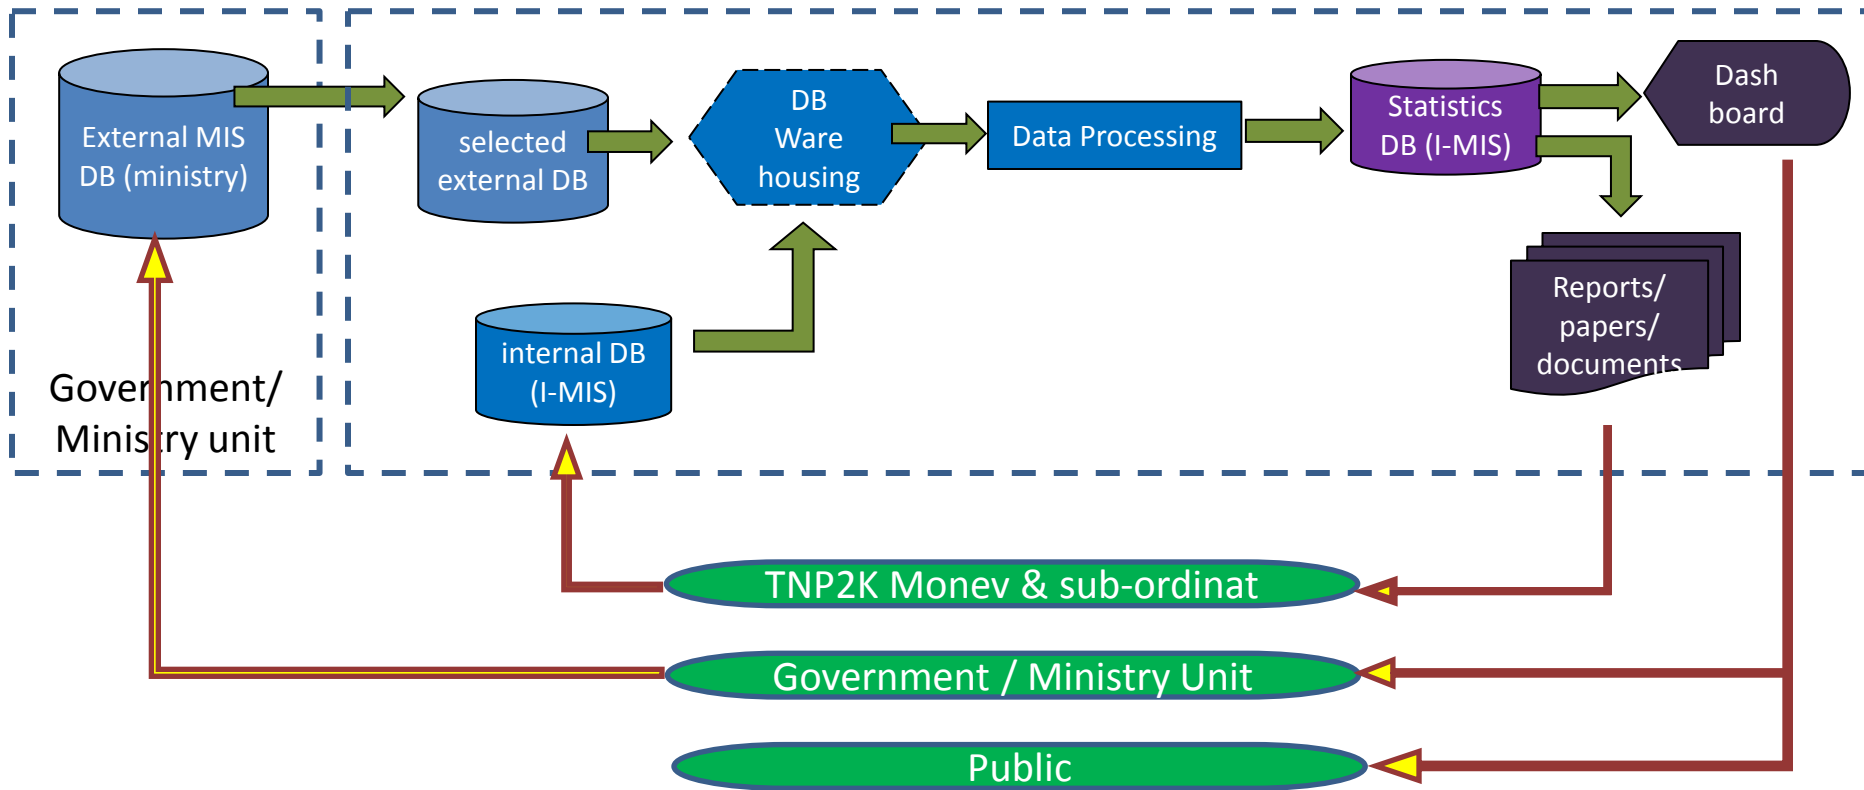 External MIS
DB (ministry)
selected
external DB
DB
Ware
housing
Data Processing
Statistics
DB (I-MIS)
Dash
board
internal DB
(I-MIS)
Reports/
papers/
documents
Government/
Ministry unit
TNP2K Monev & sub-ordinat
Government / Ministry Unit
Public